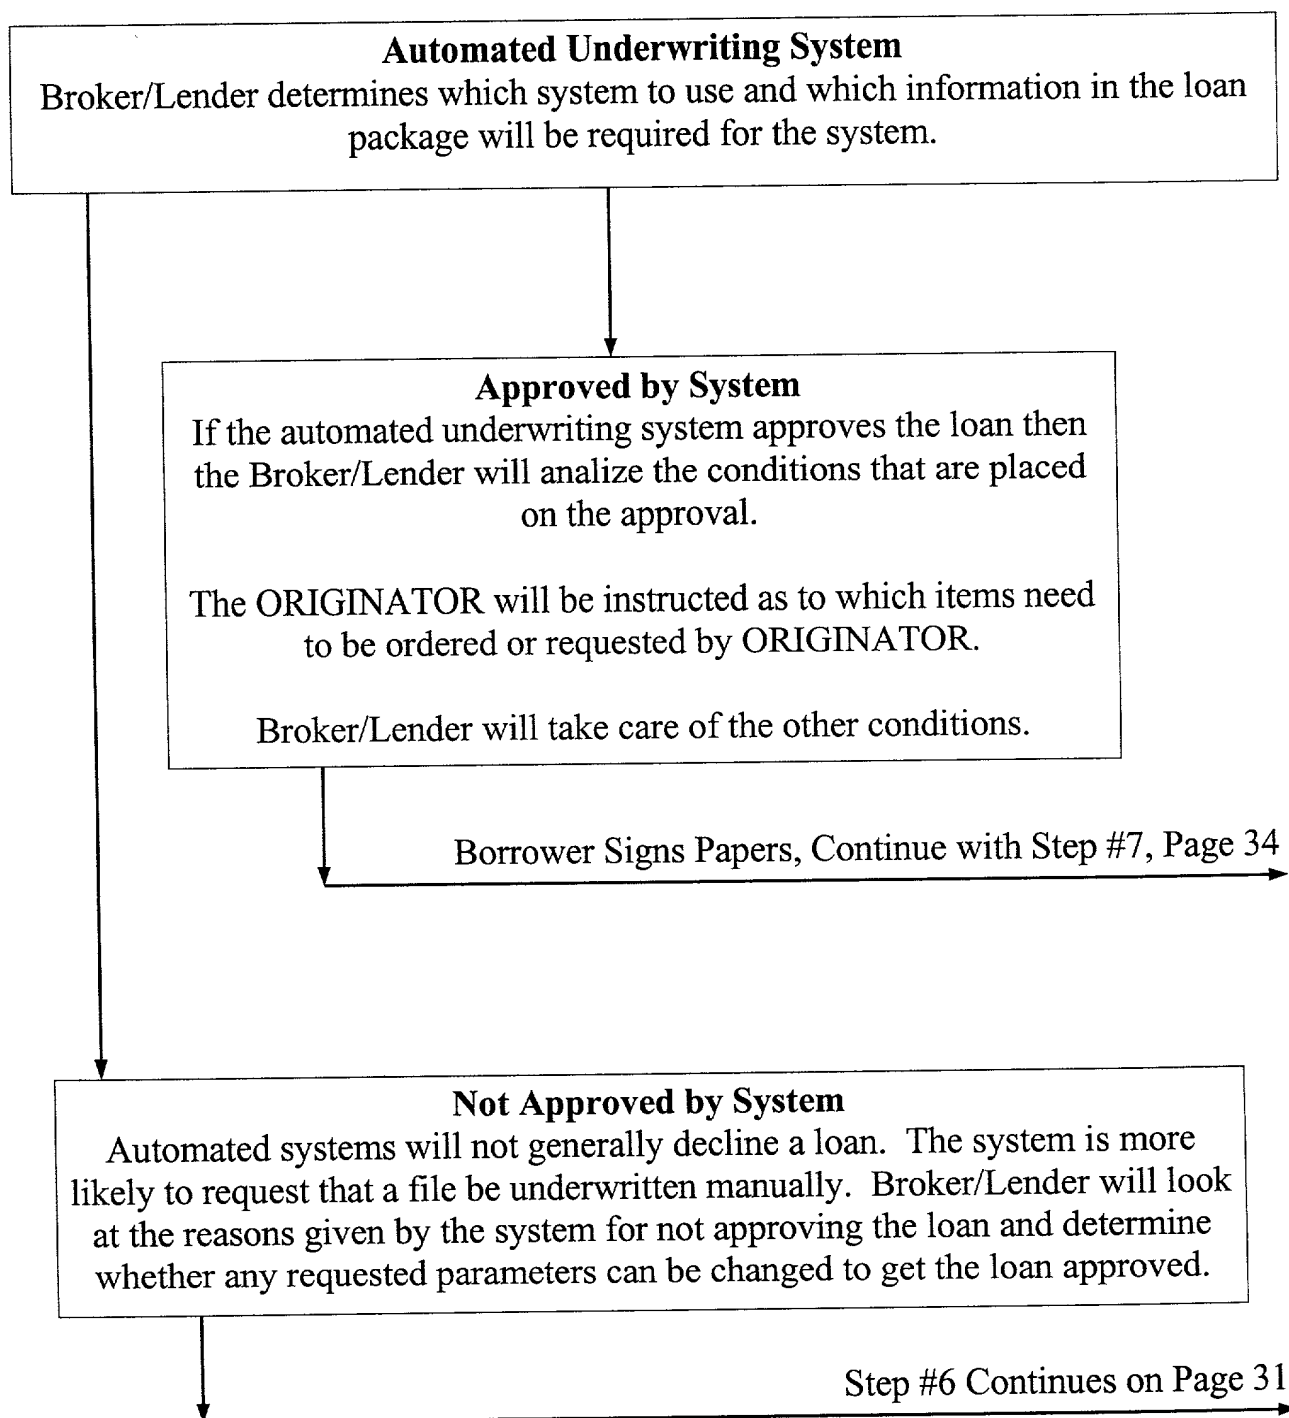 Automated Underwriting System
Broker/Lender determines which system to use and which information in the loan
package will be required for the system.
Approved by System
If the automated underwriting system approves the loan then
the Broker/Lender will analize the conditions that are placed
on the approval.
The ORIGINATOR will be instructed as to which items need
to be ordered or requested by ORIGINATOR.
Broker/Lender will take care of the other conditions.
Borrower Signs Papers, Continue with Step #7, Page 34
Not Approved by System
Automated systems will not generally decline a loan.  The system is more
likely to request that a file be underwritten manually.  Broker/Lender will look
at the reasons given by the system for not approving the loan and determine
whether any requested parameters can be changed to get the loan approved.
Step #6 Continues on Page 31